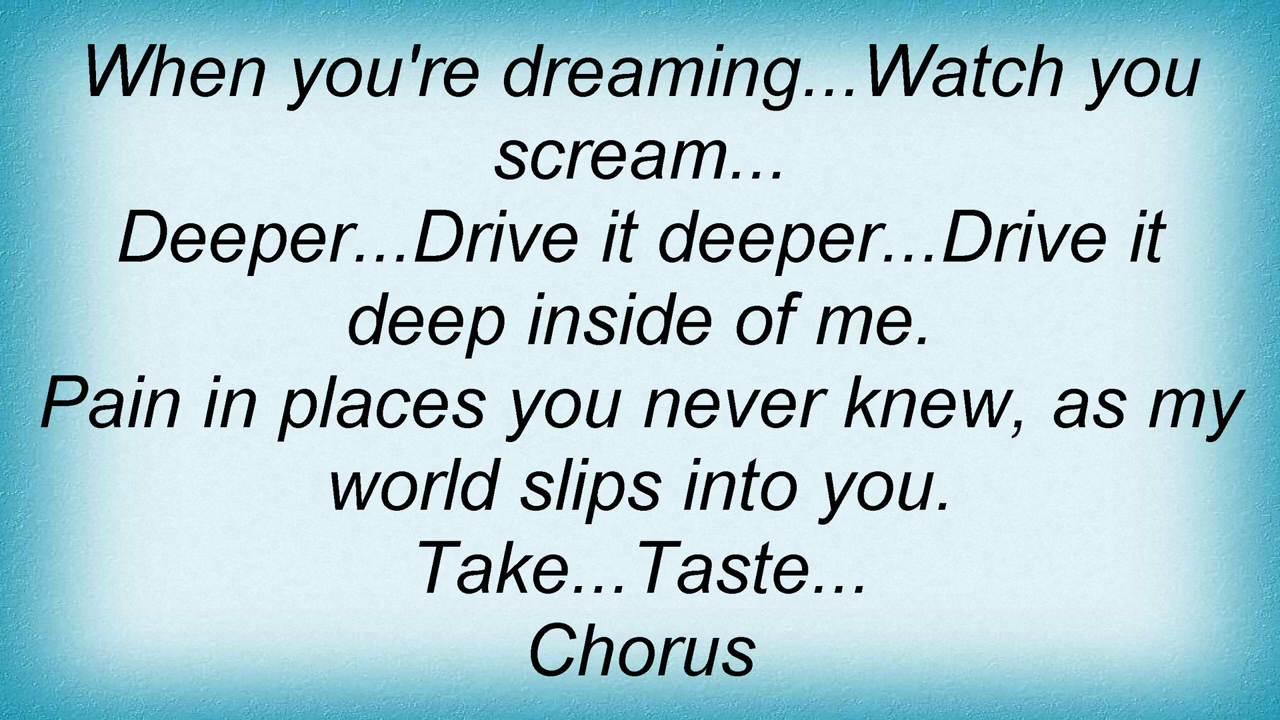 When you're dreaming...Watch you
scream...
Deeper...Drive it deeper...Drive it
deep inside of me.
Pain in places you never knew, as my
world slips into you.
Take...Taste...
Chorus